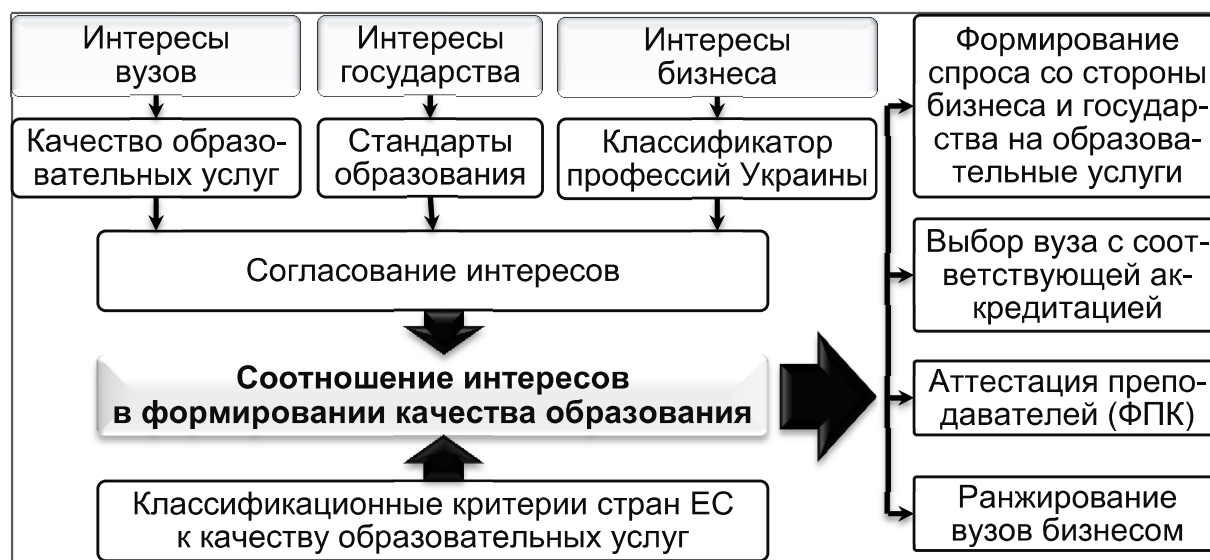 Интересы
вузов
Интересы
государства
Интересы
бизнеса
Качество образо-
вательных услуг
Стандарты
образования
Классификатор
профессий Украины
Согласование интересов
Соотношение интересов
в формировании качества образования
Классификационные критерии стран ЕС
к качеству образовательных услуг
Формирование
спроса со стороны
бизнеса и государ-
ства на образова-
тельные услуги
Выбор вуза с соот-
ветствующей ак-
кредитацией
Аттестация препо-
давателей (ФПК)
Ранжирование
вузов бизнесом